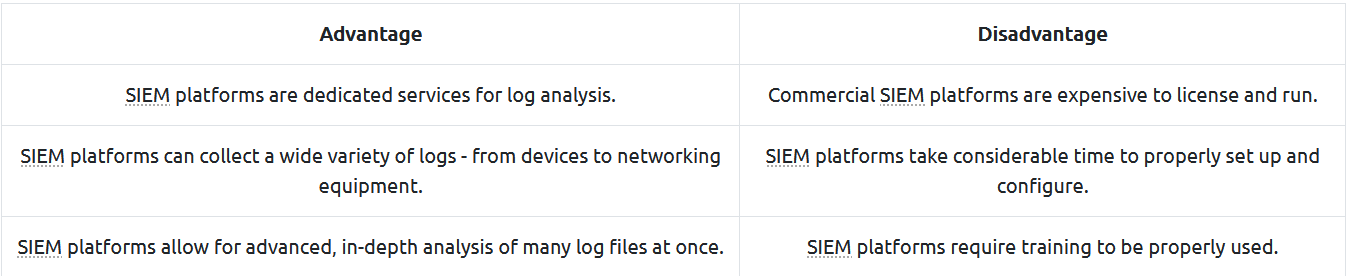 Advantage
Disadvantage
SIEM platforms are dedicated services for log analysis.
Commercial SIEM platforms are expensive to license and run.
SIEM platforms can collect a wide variety of logs - from devices to networking
equipment.
SIEM platforms take considerable time to properly set up and
configure.
SIEM platforms allow for advanced, in-depth analysis of many log files at once.
SIEM platforms require training to be properly used.